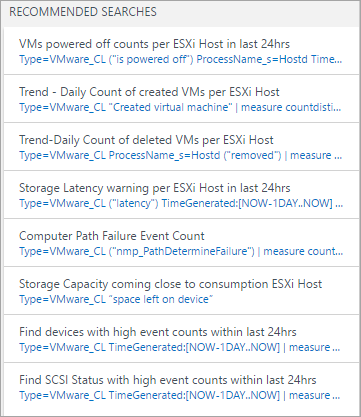 RECOMMENDED SEARCHES
VMs powered off counts per ESXi Host in last 24hrs
Type=VMware_CL ("is powered off") ProcessName_s=Hostd Time...
Trend - Daily Count of created VMs per ESXi Host
Type=VMware_CL "Created virtual machine" | measure countdisti...
Trend-Daily Count of deleted VMs per ESXi Host
Type=VMware_CL ProcessName_s=Hostd ("removed") | measure ...
Storage Latency warning per ESXi Host in last 24hrs
Type=VMware_CL ("latency") TimeGenerated:[NOW-1DAY..NOW] ...
Computer Path Failure Event Count
Type=VMware_CL ("nmp_PathDetermineFailure") | measure count...
Storage Capacity coming close to consumption ESXi Host
Type=VMware_CL "space left on device"
Find devices with high event counts within last 24hrs
Type=VMware_CL TimeGenerated:[NOW-1DAY..NOW] | measure ...
Find SCSI Status with high event counts within last 24hrs
Type=VMware_CL TimeGenerated:[NOW-1DAY..NOW] | measure ...